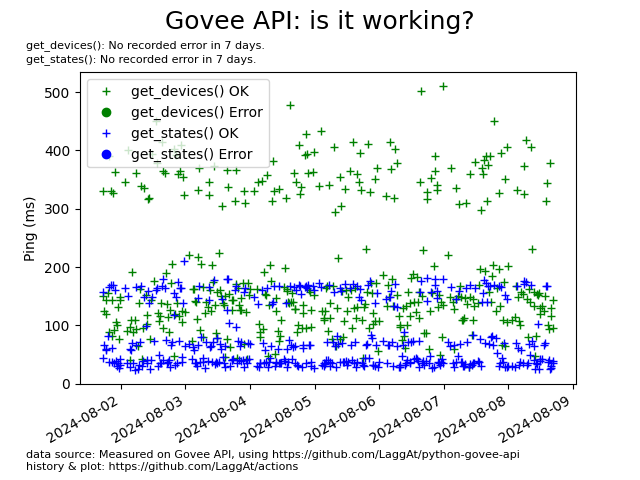 Govee API: is it working?
get_devices(): No recorded error in 7 days.
get_states(): No recorded error in 7 days.
get_devices() OK
get_devices() Error
get_states() OK
get_states() Error
Ping (ms)
500
400
300
200
100
0
2024-08-02
2024-08-03
2024-08-04
2024-08-05
2024-08-06
2024-08-07
2024-08-08
2024-08-09
data source: Measured on Govee API, using https://github.com/LaggAt/python-govee-api
history & plot: https://github.com/LaggAt/actions